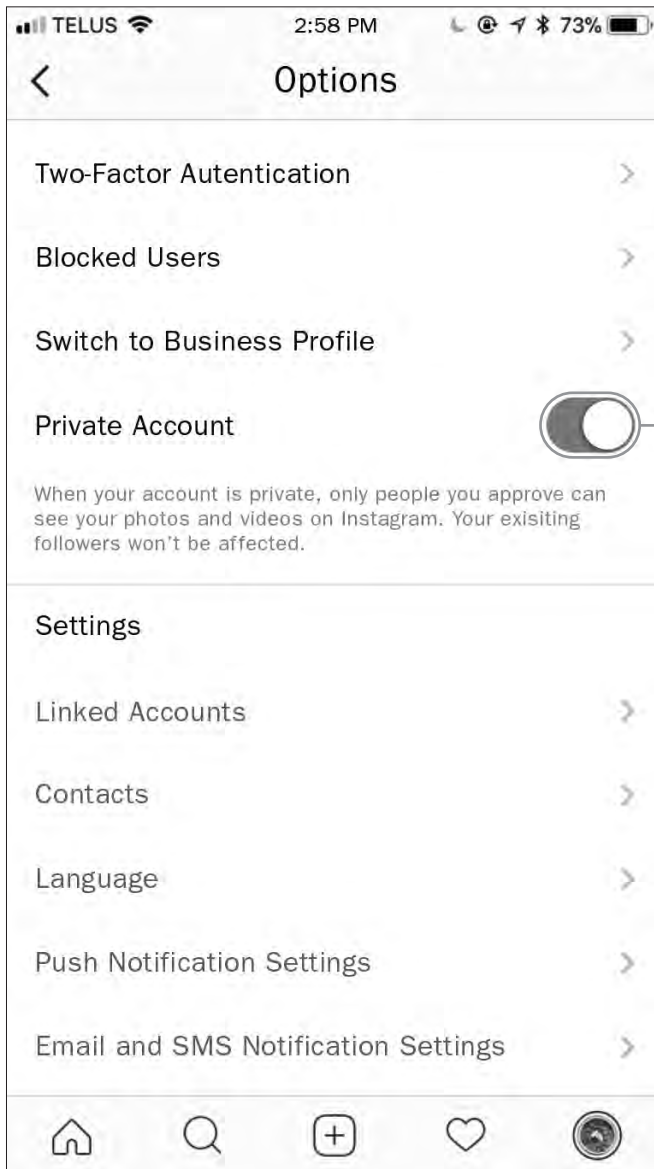 TELUS 2:58 PM 73%
Options
Two-Factor Autentication
Blocked Users
Switch to Business Profile
Private Account
When your account is private, only people you approve can
see your photos and videos on Instagram. Your exisiting
followers won't be affected.
Settings
Linked Accounts
Contacts
Language
Push Notification Settings
Email and SMS Notification Settings